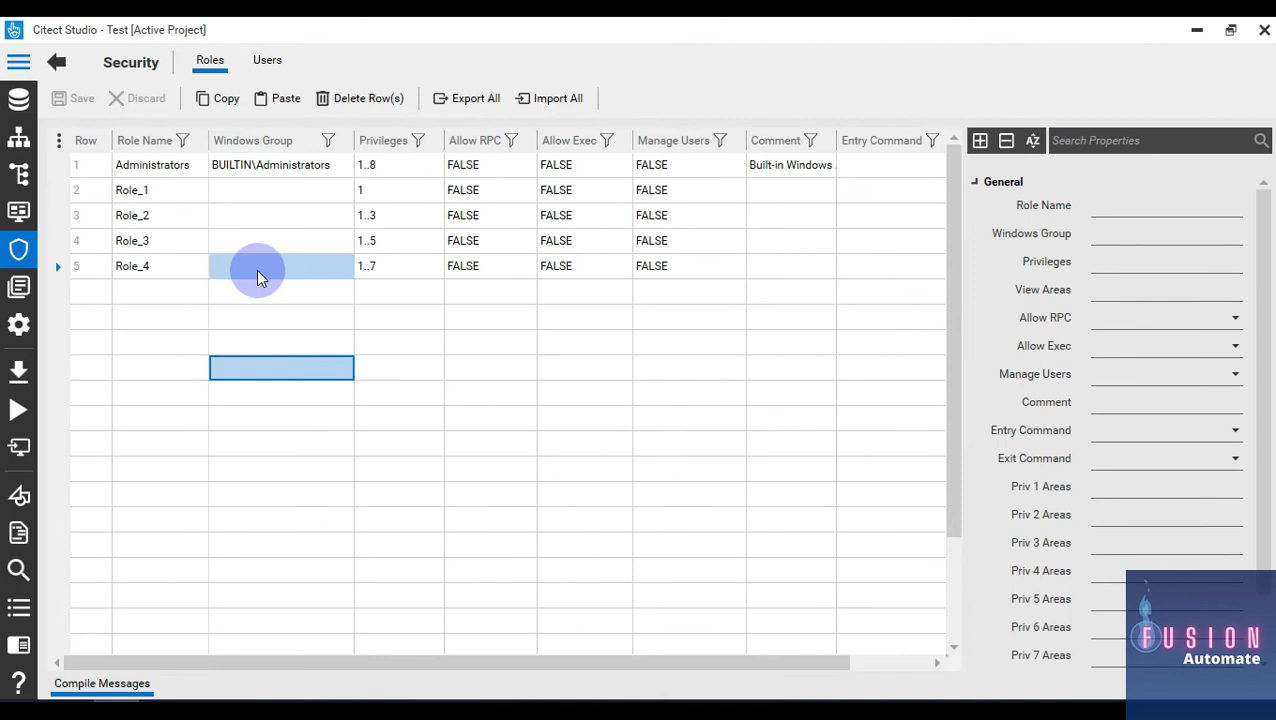 Citect Studio - Test [Active Project]
Security Roles Users
Save Discard Copy Paste Delete Row(s) Export All Import All
Row Role Name Windows Group Privileges Allow RPC Allow Exec Manage Users Comment Entry Command
1 Administrators BUILTIN\Administrators 1..8 FALSE FALSE FALSE Built-in Windows
2 Role_1 1 FALSE FALSE FALSE
3 Role_2 1..3 FALSE FALSE FALSE
4 Role_3 1..5 FALSE FALSE FALSE
5 Role_4 1..7 FALSE FALSE FALSE
Search Properties
General
Role Name
Windows Group
Privileges
View Areas
Allow RPC
Allow Exec
Manage Users
Comment
Entry Command
Exit Command
Priv 1 Areas
Priv 2 Areas
Priv 3 Areas
Priv 4 Areas
Priv 5 Areas
Priv 6 Areas
Priv 7 Areas
Compile Messages
FUSION
Automate